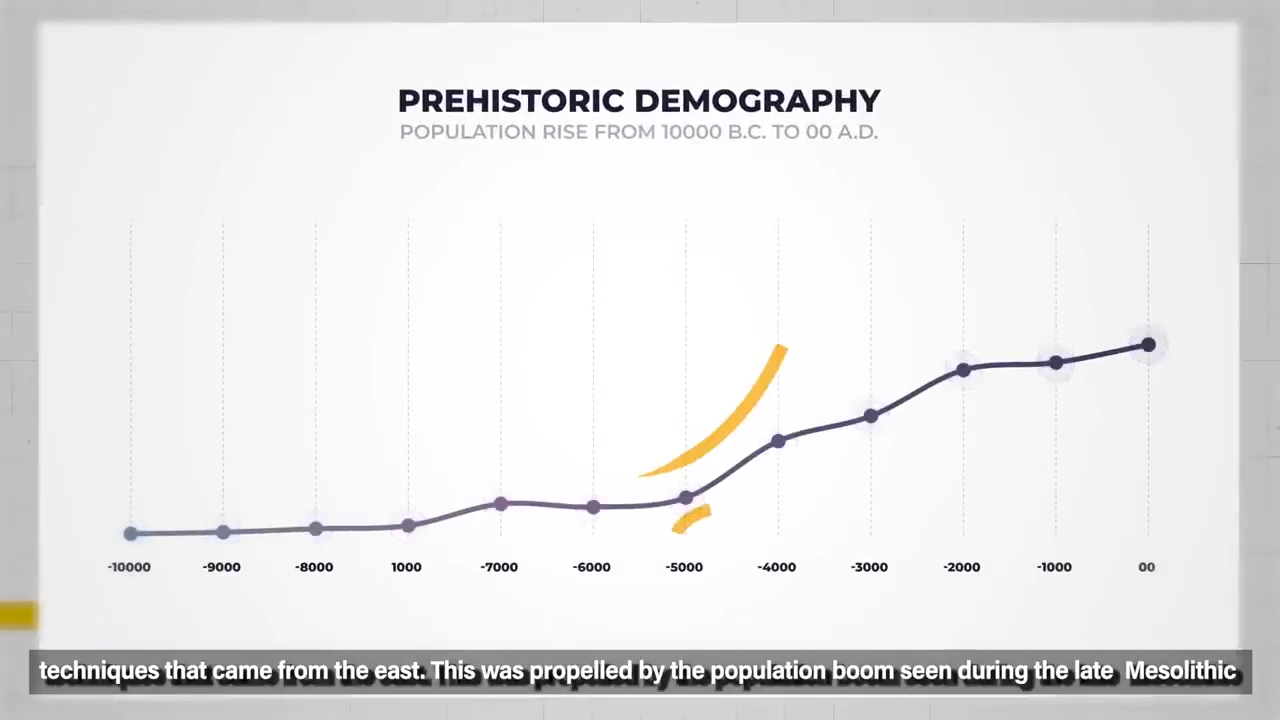 PREHISTORIC DEMOGRAPHY
POPULATION RISE FROM 10000 B.C. TO 00 A.D.
-10000 -9000 -8000 1000 -7000 -6000 -5000 -4000 -3000 -2000 -1000 00
techniques that came from the east. This was propelled by the population boom seen during the late Mesolithic